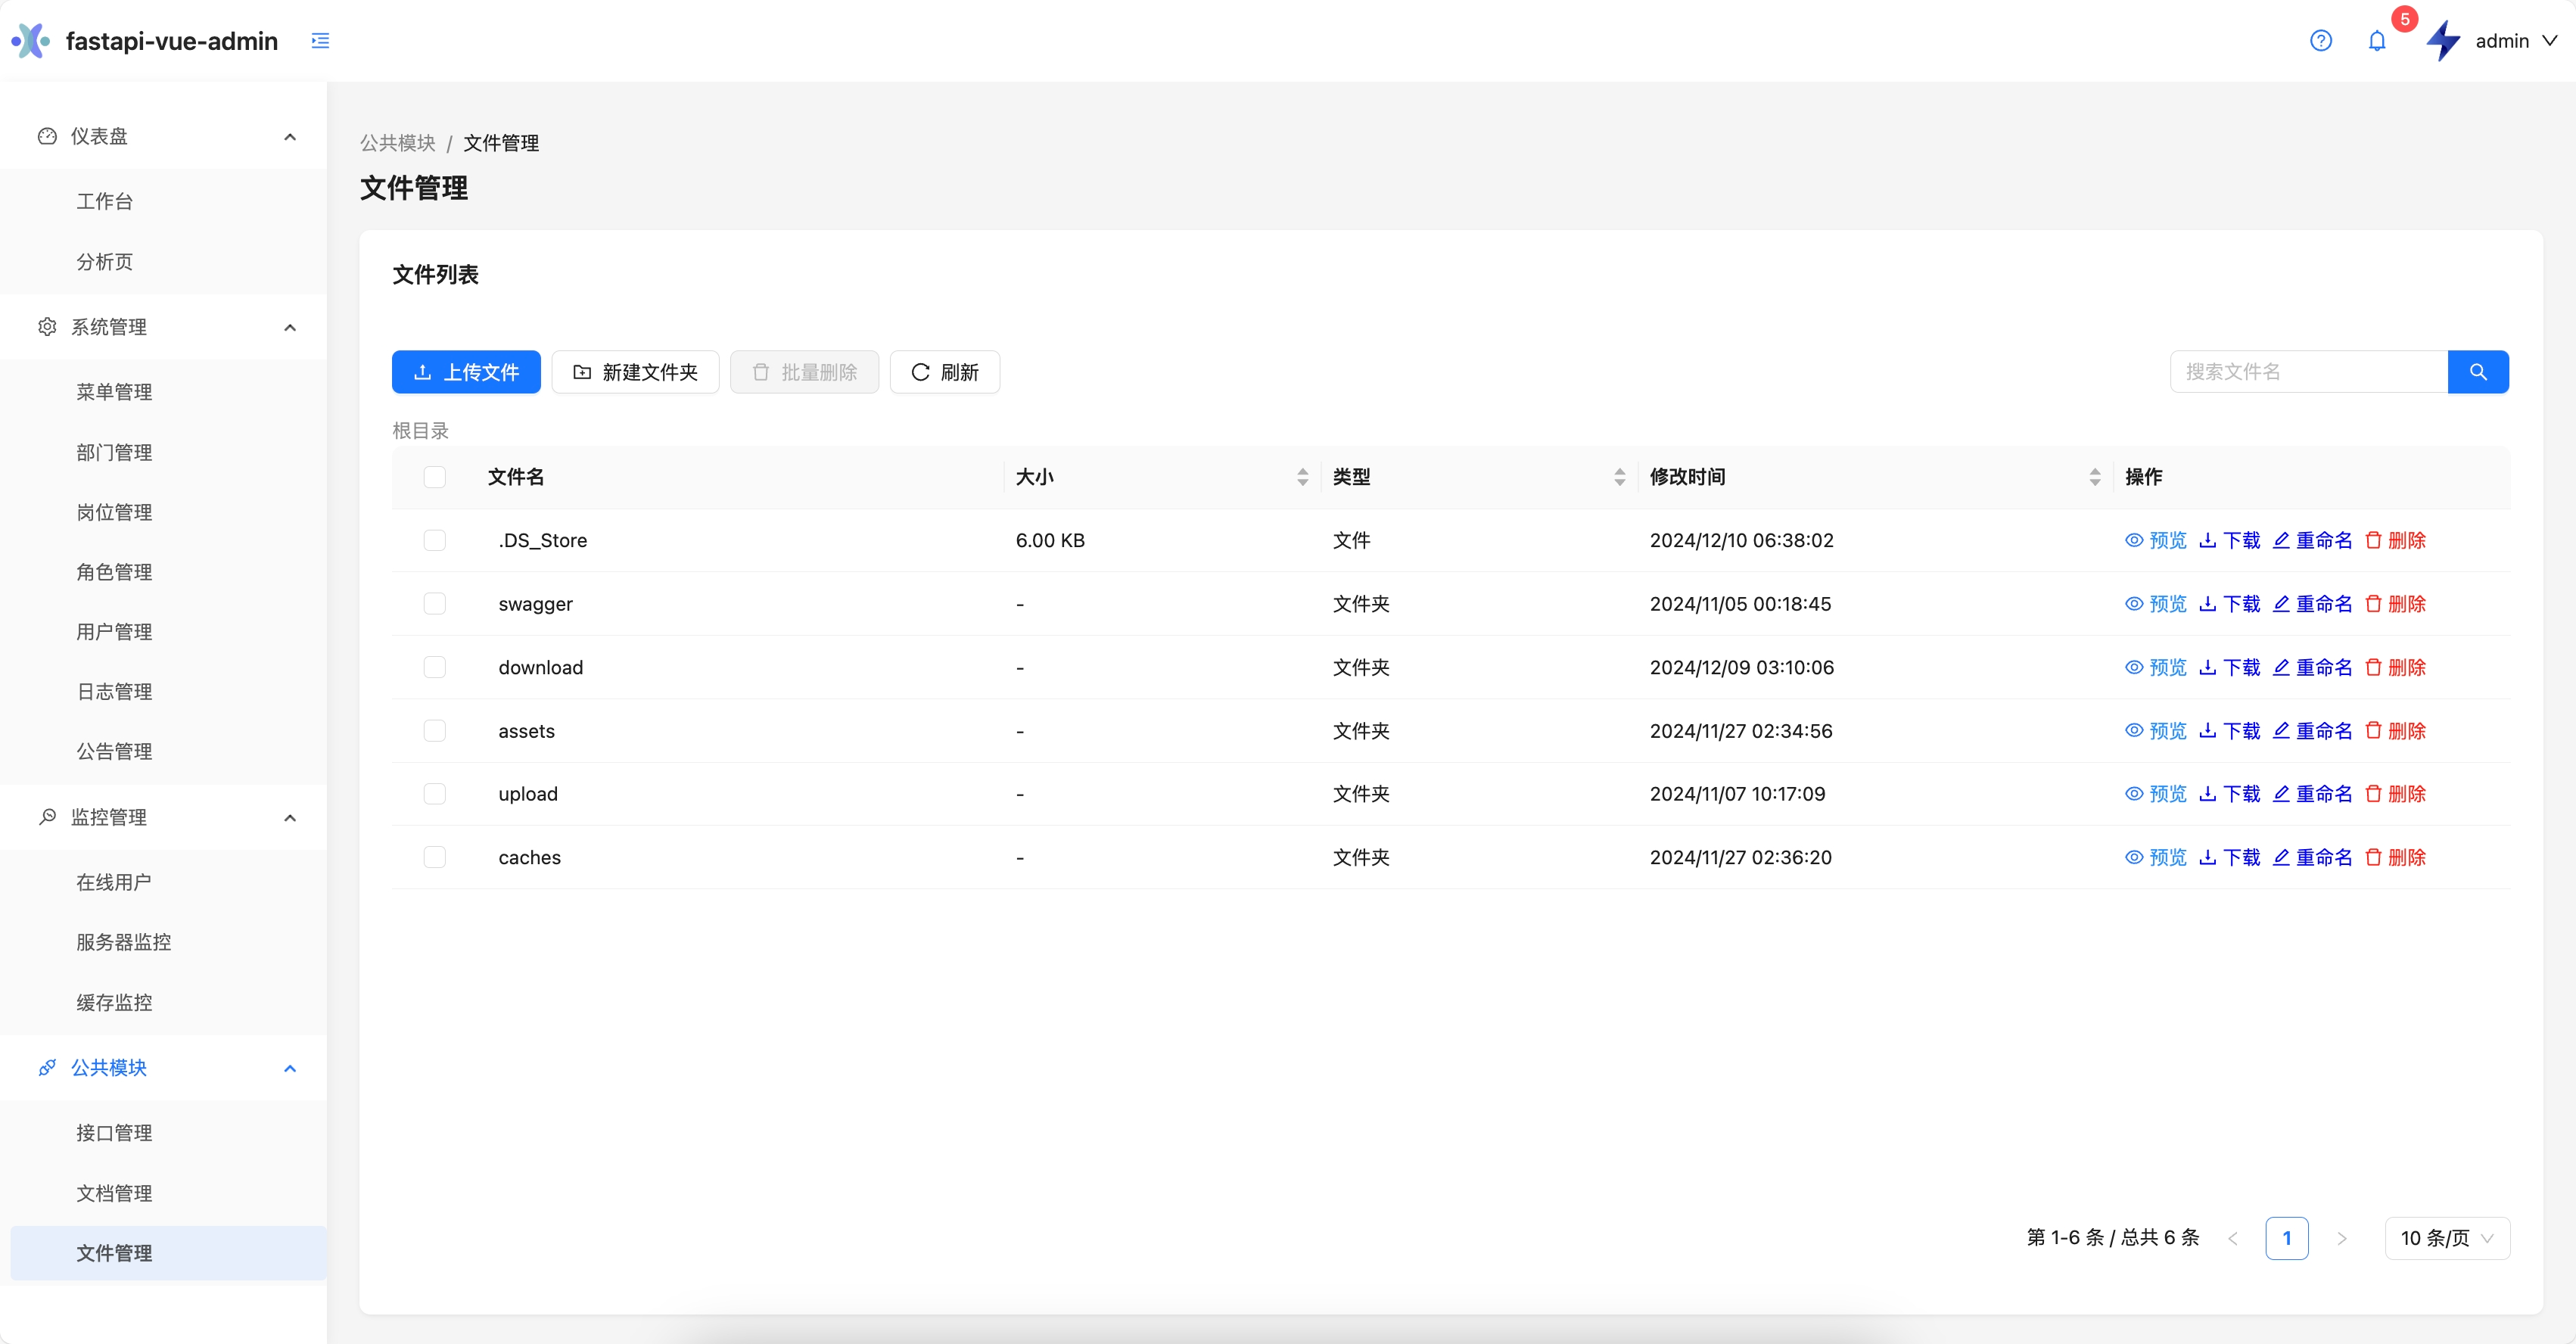 fastapi-vue-admin
5
admin
仪表盘
工作台
分析页
系统管理
菜单管理
部门管理
岗位管理
角色管理
用户管理
日志管理
公告管理
监控管理
在线用户
服务器监控
缓存监控
公共模块
接口管理
文档管理
文件管理
公共模块 / 文件管理
文件管理
文件列表
上传文件 新建文件夹 批量删除 刷新 搜索文件名
根目录
文件名 大小 类型 修改时间 操作
.DS_Store 6.00 KB 文件 2024/12/10 06:38:02 预览 下载 重命名 删除
swagger - 文件夹 2024/11/05 00:18:45 预览 下载 重命名 删除
download - 文件夹 2024/12/09 03:10:06 预览 下载 重命名 删除
assets - 文件夹 2024/11/27 02:34:56 预览 下载 重命名 删除
upload - 文件夹 2024/11/07 10:17:09 预览 下载 重命名 删除
caches - 文件夹 2024/11/27 02:36:20 预览 下载 重命名 删除
第 1-6 条 / 总共 6 条 < 1 > 10 条/页